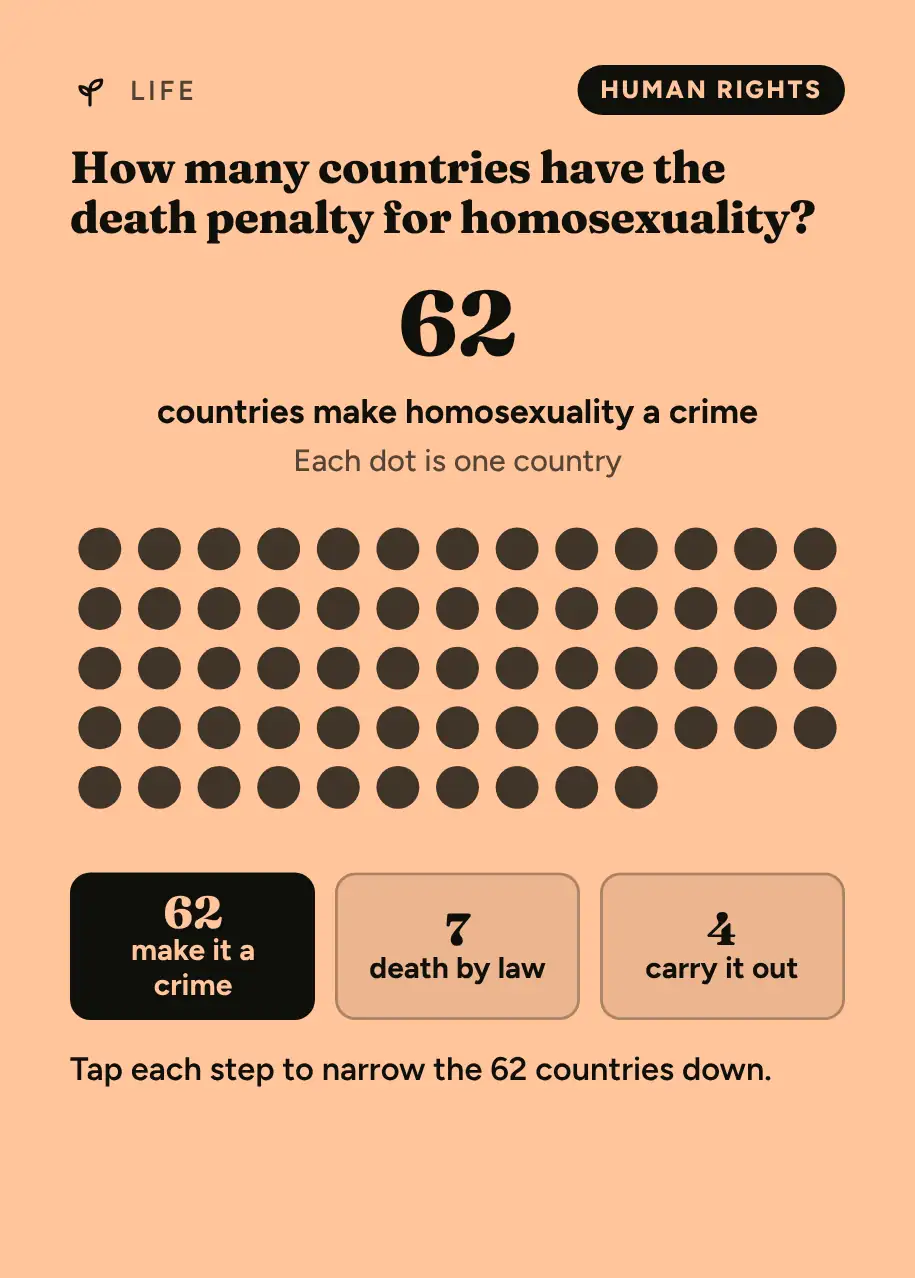 LIFE
HUMAN RIGHTS
How many countries have the
death penalty for homosexuality?
62
countries make homosexuality a crime
Each dot is one country
62
make it a
crime
7
death by law
4
carry it out
Tap each step to narrow the 62 countries down.